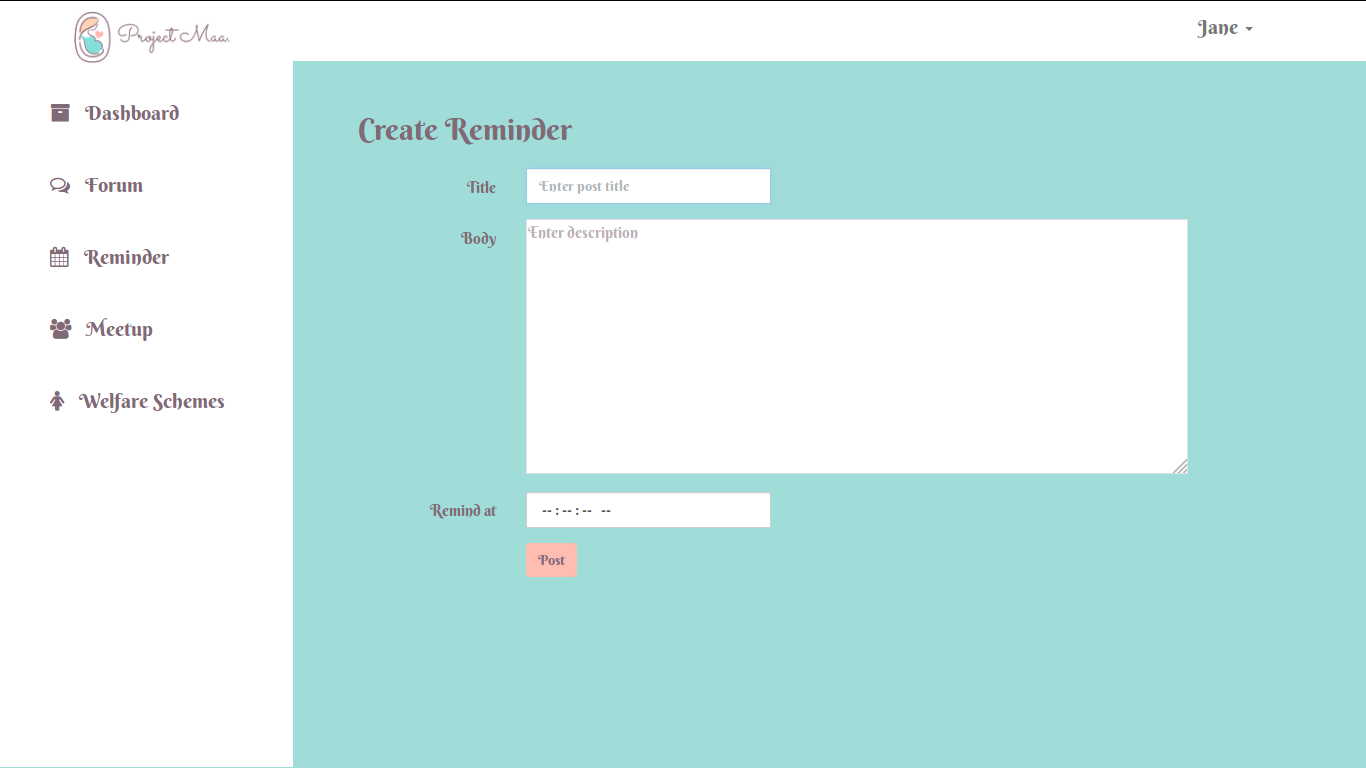 Project Maa.
Jane
Dashboard
Forum
Reminder
Meetup
Welfare Schemes
Create Reminder
Title
Enter post title
Body
Enter description
Remind at
-- : -- : -- --
Post